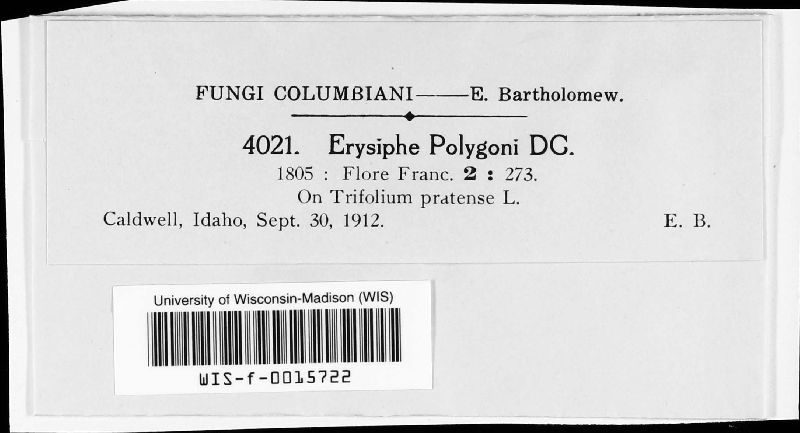 FUNGI COLUMBIANI——E. Bartholomew.
4021. Erysiphe Polygoni DC.
1805 : Flore Franc. 2 : 273.
On Trifolium pratense L.
Caldwell, Idaho, Sept. 30, 1912. E. B.
University of Wisconsin-Madison (WIS)
WIS-f-0015722